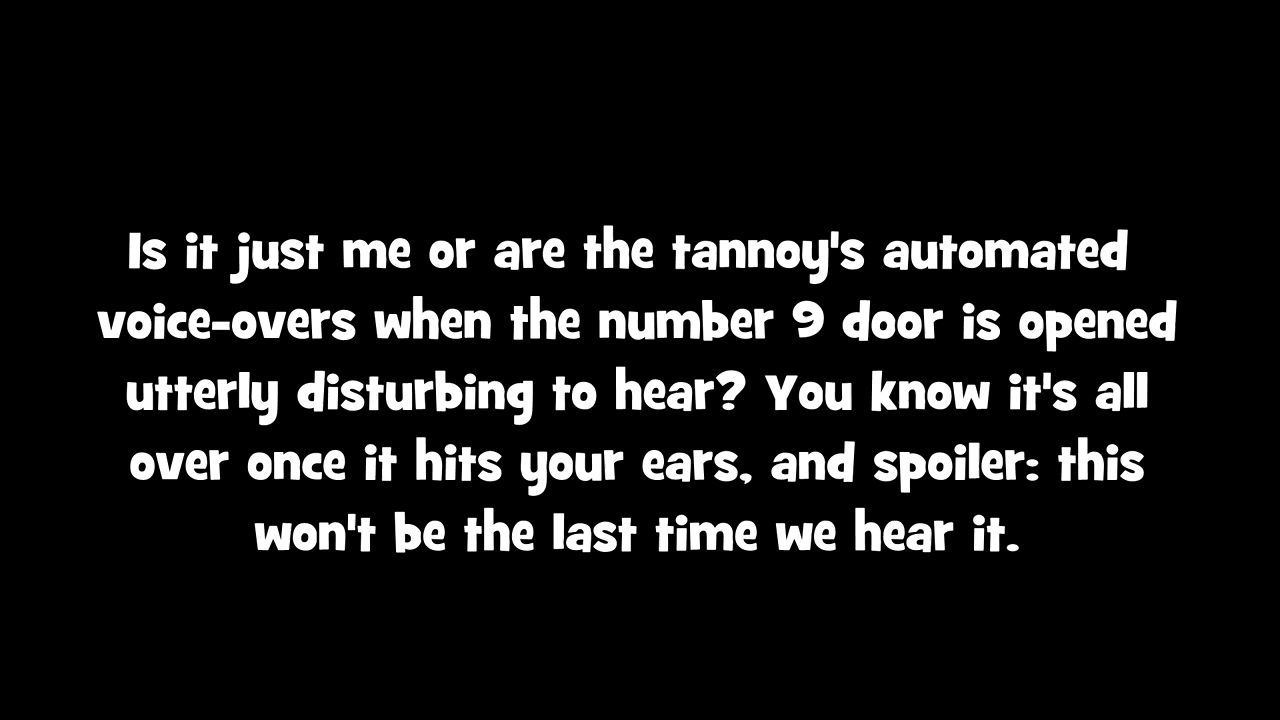 Is it just me or are the tannoy's automated
voice-overs when the number 9 door is opened
utterly disturbing to hear? You know it's all
over once it hits your ears, and spoiler: this
won't be the last time we hear it.